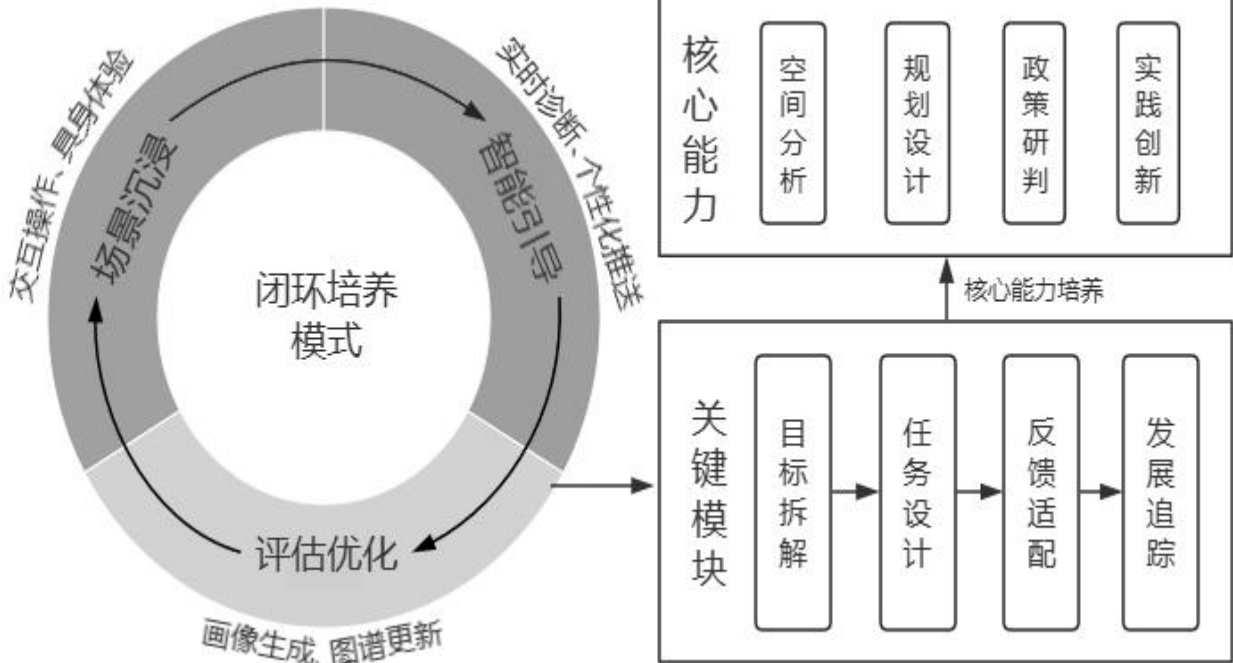 交互操作、具身体验
场景沉浸
实时诊断、个性化推送
智能引导
闭环培养
模式
评估优化
画像生成、图谱更新
核心能力
空间分析
规划设计
政策研判
实践创新
核心能力培养
关键模块
目标拆解
任务设计
反馈适配
发展追踪